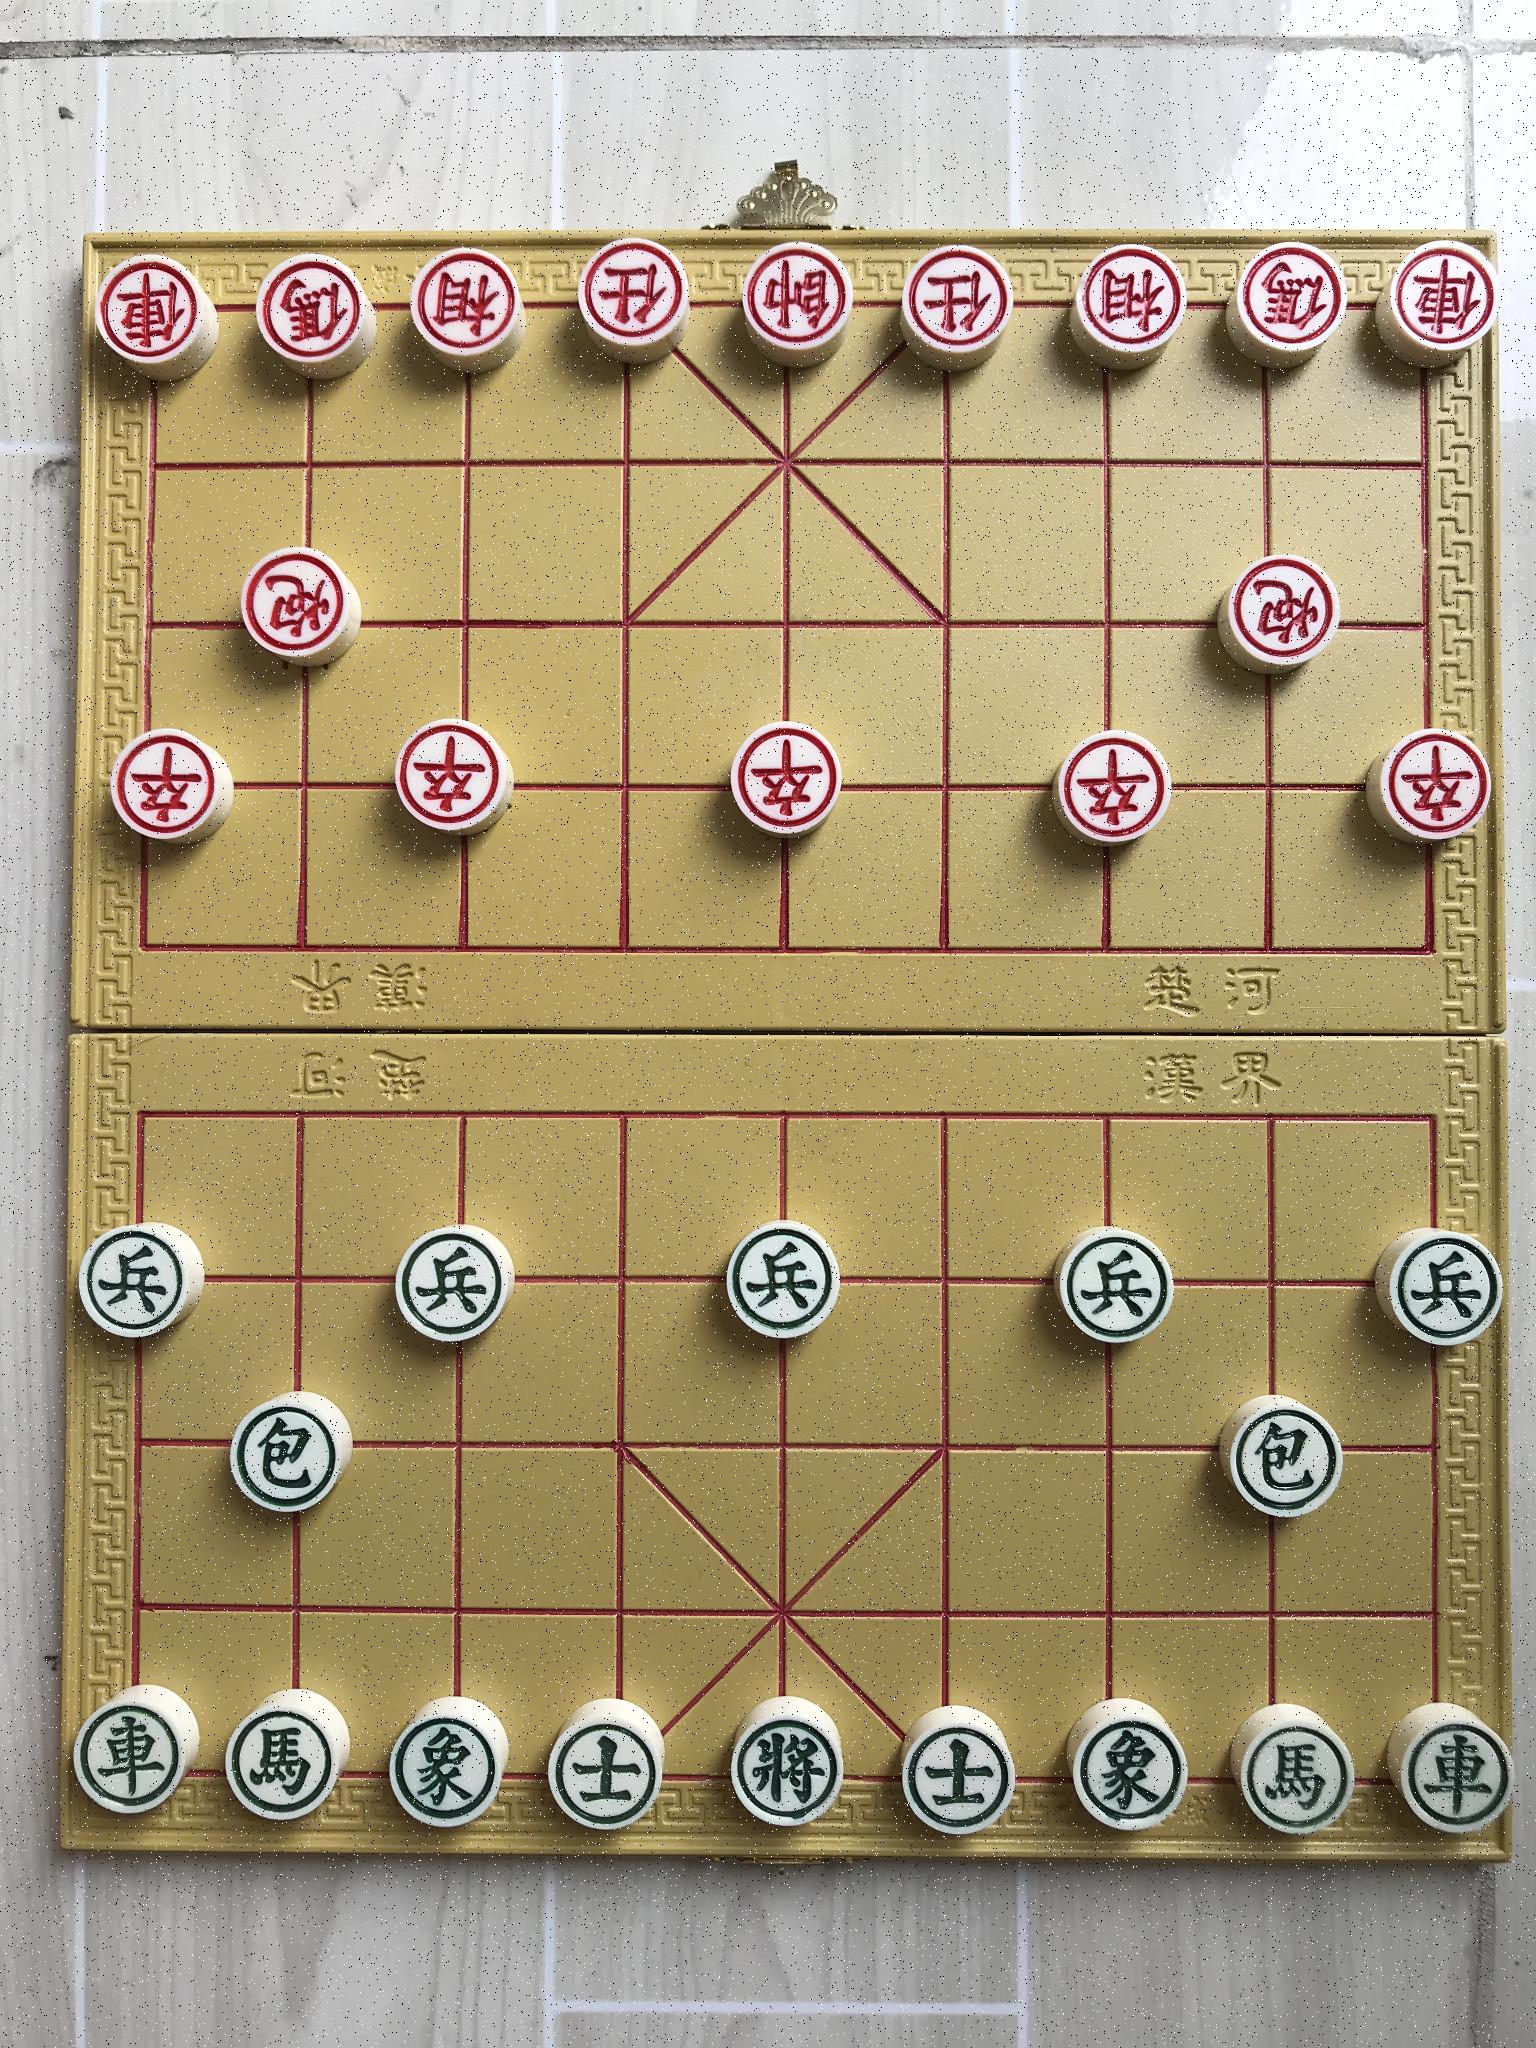 俥 傌 相 仕 帥 仕 相 傌 俥
炮 炮
卒 卒 卒 卒 卒
楚河
漢界
楚河
漢界
兵 兵 兵 兵 兵
包 包
車 馬 象 士 將 士 象 馬 車